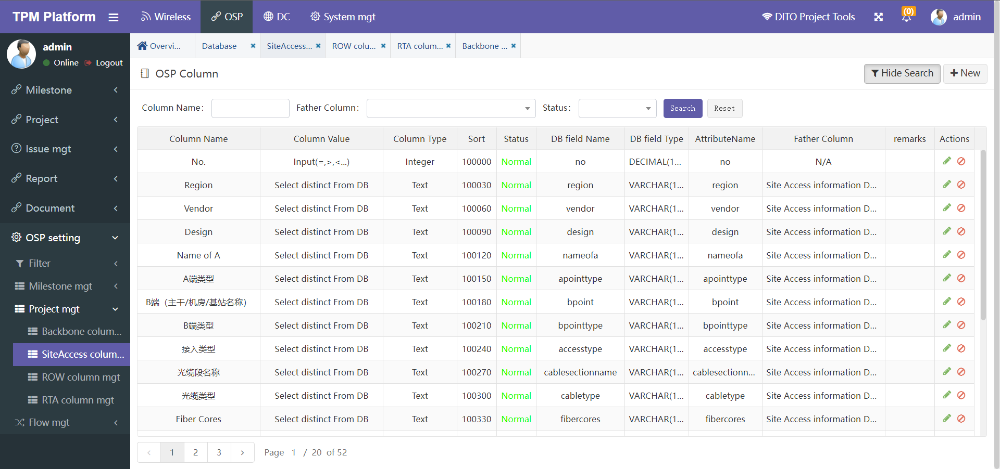 TPM Platform
Wireless
OSP
DC
System mgt
DITO Project Tools
(0)
admin
admin
Online
Logout
Milestone
Project
Issue mgt
Report
Document
OSP setting
Filter
Milestone mgt
Project mgt
Backbone colum...
SiteAccess colum...
ROW column mgt
RTA column mgt
Flow mgt
Overvi...
Database
SiteAccess...
ROW colu...
RTA colum...
Backbone ...
OSP Column
Hide Search
New
Column Name:
Father Column:
Status:
Search
Reset
Column Name Column Value Column Type Sort Status DB field Name DB field Type AttributeName Father Column remarks Actions
No. Input(=,>,<...) Integer 100000 Normal no DECIMAL(1... no N/A
Region Select distinct From DB Text 100030 Normal region VARCHAR(1... region Site Access information D...
Vendor Select distinct From DB Text 100060 Normal vendor VARCHAR(1... vendor Site Access information D...
Design Select distinct From DB Text 100090 Normal design VARCHAR(1... design Site Access information D...
Name of A Select distinct From DB Text 100120 Normal nameofa VARCHAR(1... nameofa Site Access information D...
A端类型 Select distinct From DB Text 100150 Normal apointtype VARCHAR(1... apointtype Site Access information D...
B端（主干/机房/基站名称） Select distinct From DB Text 100180 Normal bpoint VARCHAR(1... bpoint Site Access information D...
B端类型 Select distinct From DB Text 100210 Normal bpointtype VARCHAR(1... bpointtype Site Access information D...
接入类型 Select distinct From DB Text 100240 Normal accesstype VARCHAR(1... accesstype Site Access information D...
光缆段名称 Select distinct From DB Text 100270 Normal cablesectionname VARCHAR(1... cablesectionn... Site Access information D...
光缆类型 Select distinct From DB Text 100300 Normal cabletype VARCHAR(1... cabletype Site Access information D...
Fiber Cores Select distinct From DB Text 100330 Normal fibercores VARCHAR(1... fibercores Site Access information D...
1 2 3 Page 1 / 20 of 52